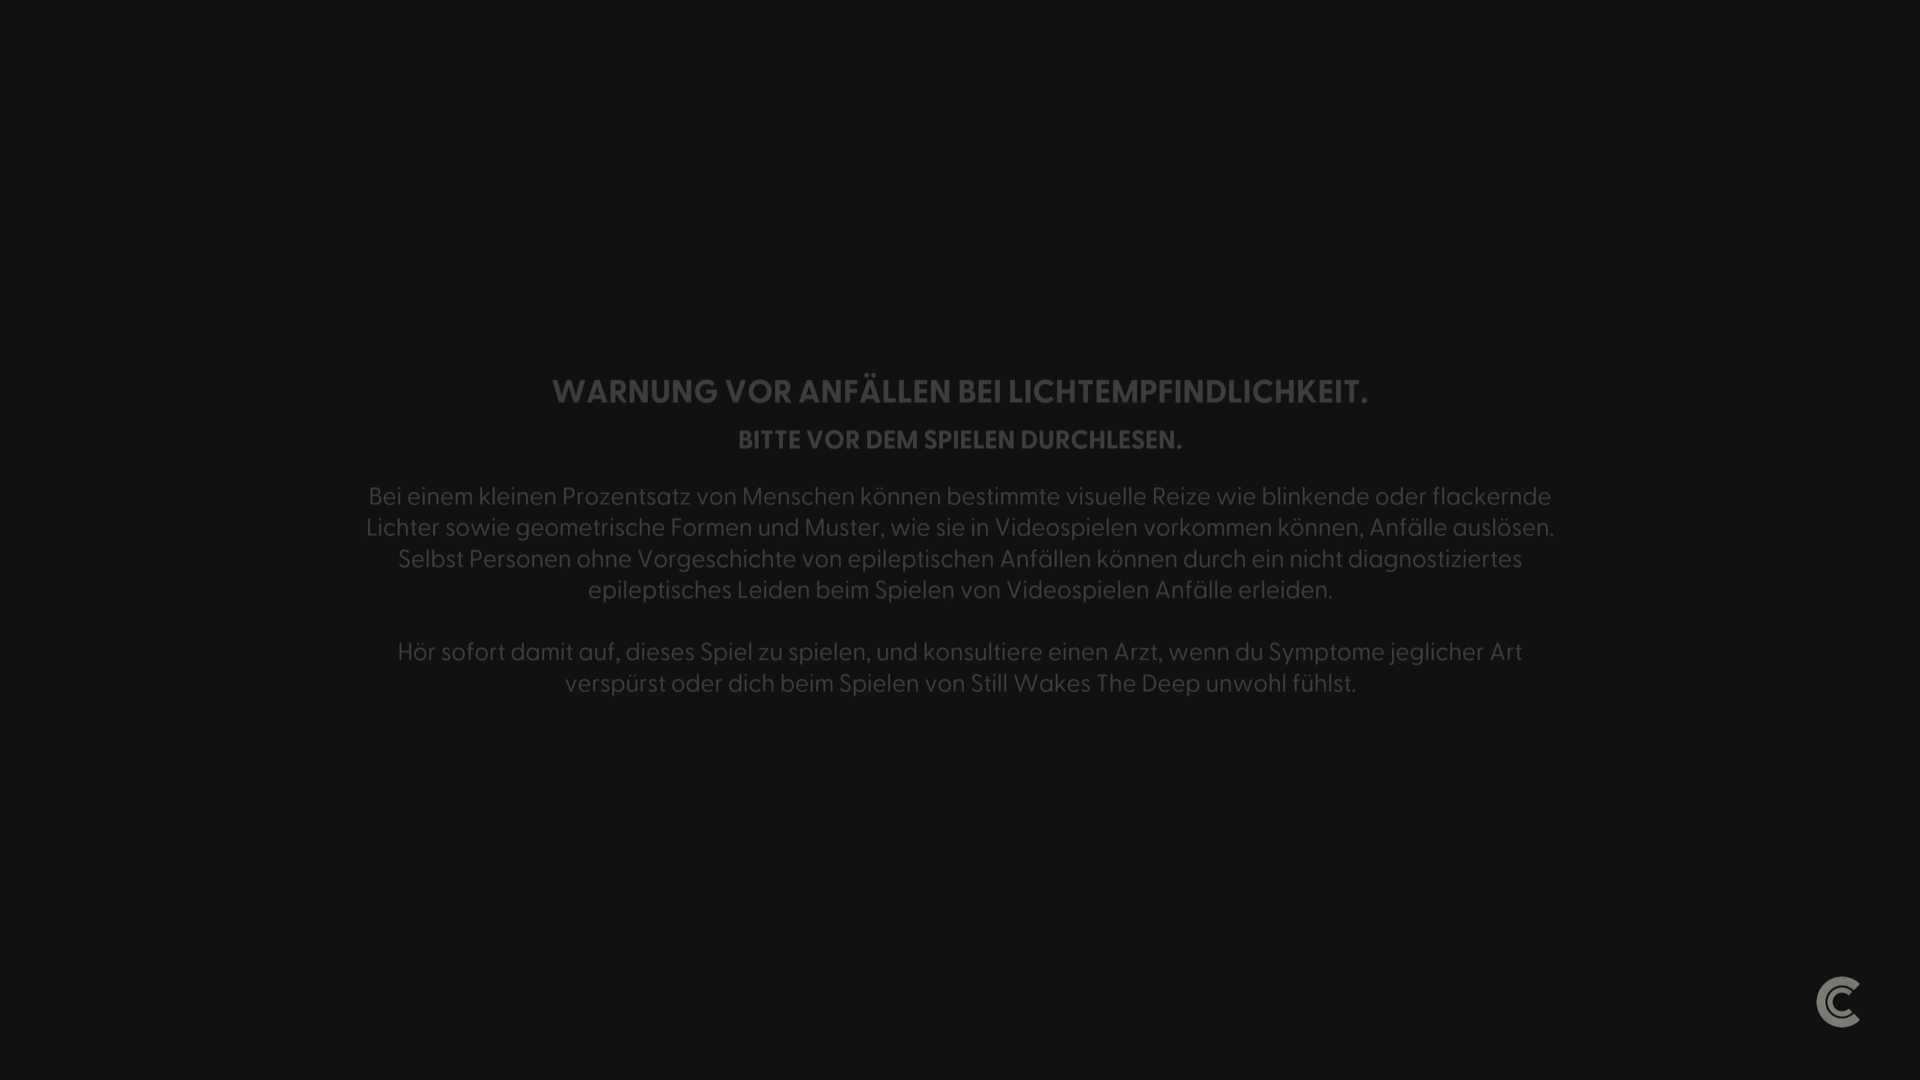 WARNUNG VOR ANFÄLLEN BEI LICHTEMPFINDLICHKEIT.
BITTE VOR DEM SPIELEN DURCHLESEN.
Bei einem kleinen Prozentsatz von Menschen können bestimmte visuelle Reize wie blinkende oder flackernde
Lichter sowie geometrische Formen und Muster, wie sie in Videospielen vorkommen können, Anfälle auslösen.
Selbst Personen ohne Vorgeschichte von epileptischen Anfällen können durch ein nicht diagnostiziertes
epileptisches Leiden beim Spielen von Videospielen Anfälle erleiden.
Hör sofort damit auf, dieses Spiel zu spielen, und konsultiere einen Arzt, wenn du Symptome jeglicher Art
verspürst oder dich beim Spielen von Still Wakes The Deep unwohl fühlst.